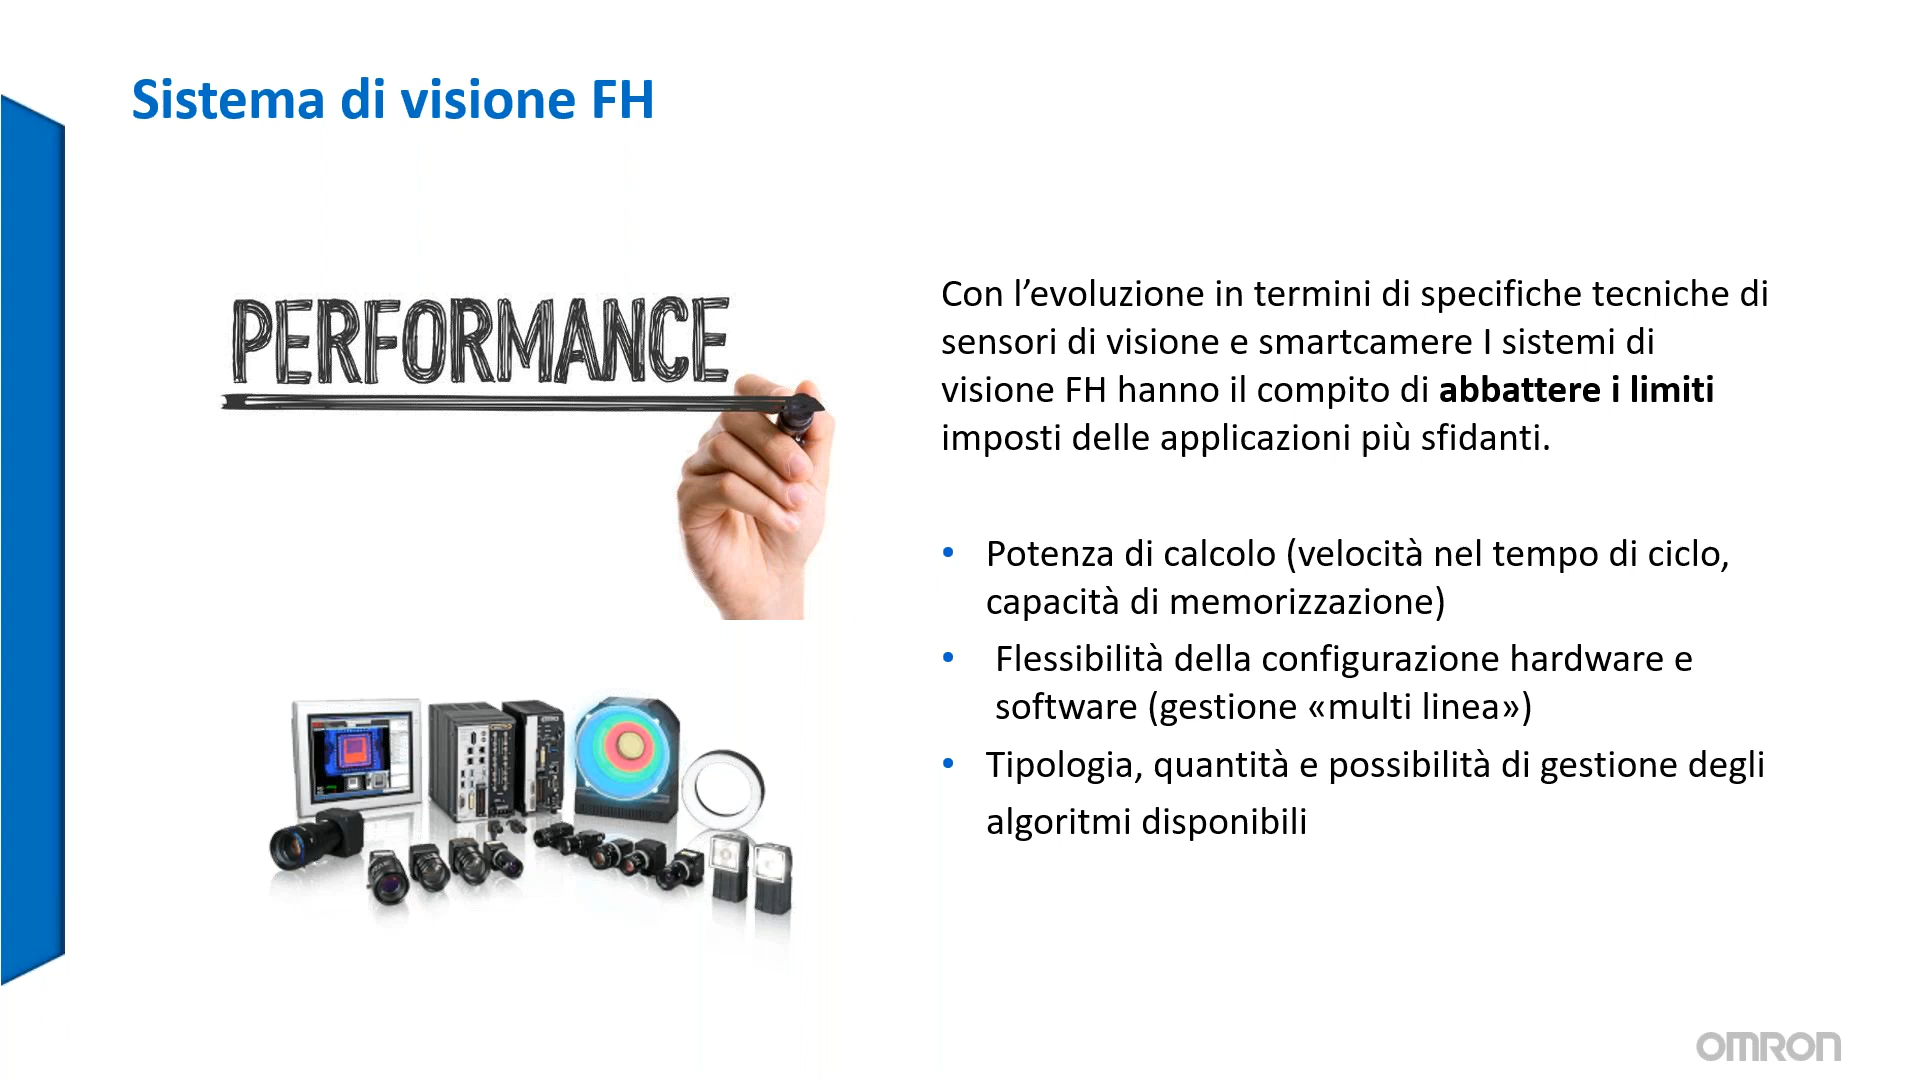 Sistema di visione FH
PERFORMANCE
Con l’evoluzione in termini di specifiche tecniche di
sensori di visione e smartcamere I sistemi di
visione FH hanno il compito di abbattere i limiti
imposti delle applicazioni più sfidanti.
• Potenza di calcolo (velocità nel tempo di ciclo,
capacità di memorizzazione)
• Flessibilità della configurazione hardware e
software (gestione «multi linea»)
• Tipologia, quantità e possibilità di gestione degli
algoritmi disponibili
OMRON